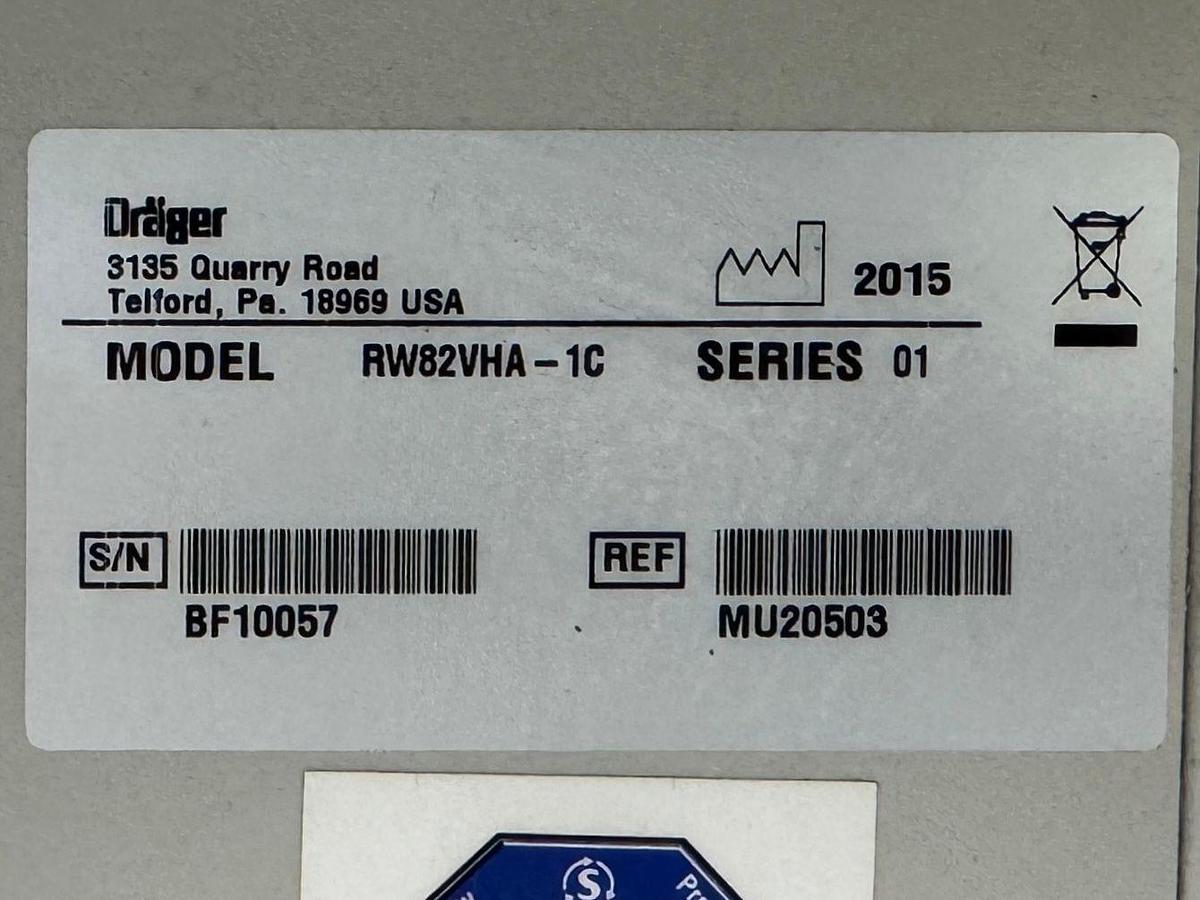 Dräger
3135 Quarry Road
Telford, Pa. 18969 USA
2015
MODEL RW82VHA-1C SERIES 01
S/N BF10057
REF MU20503
S